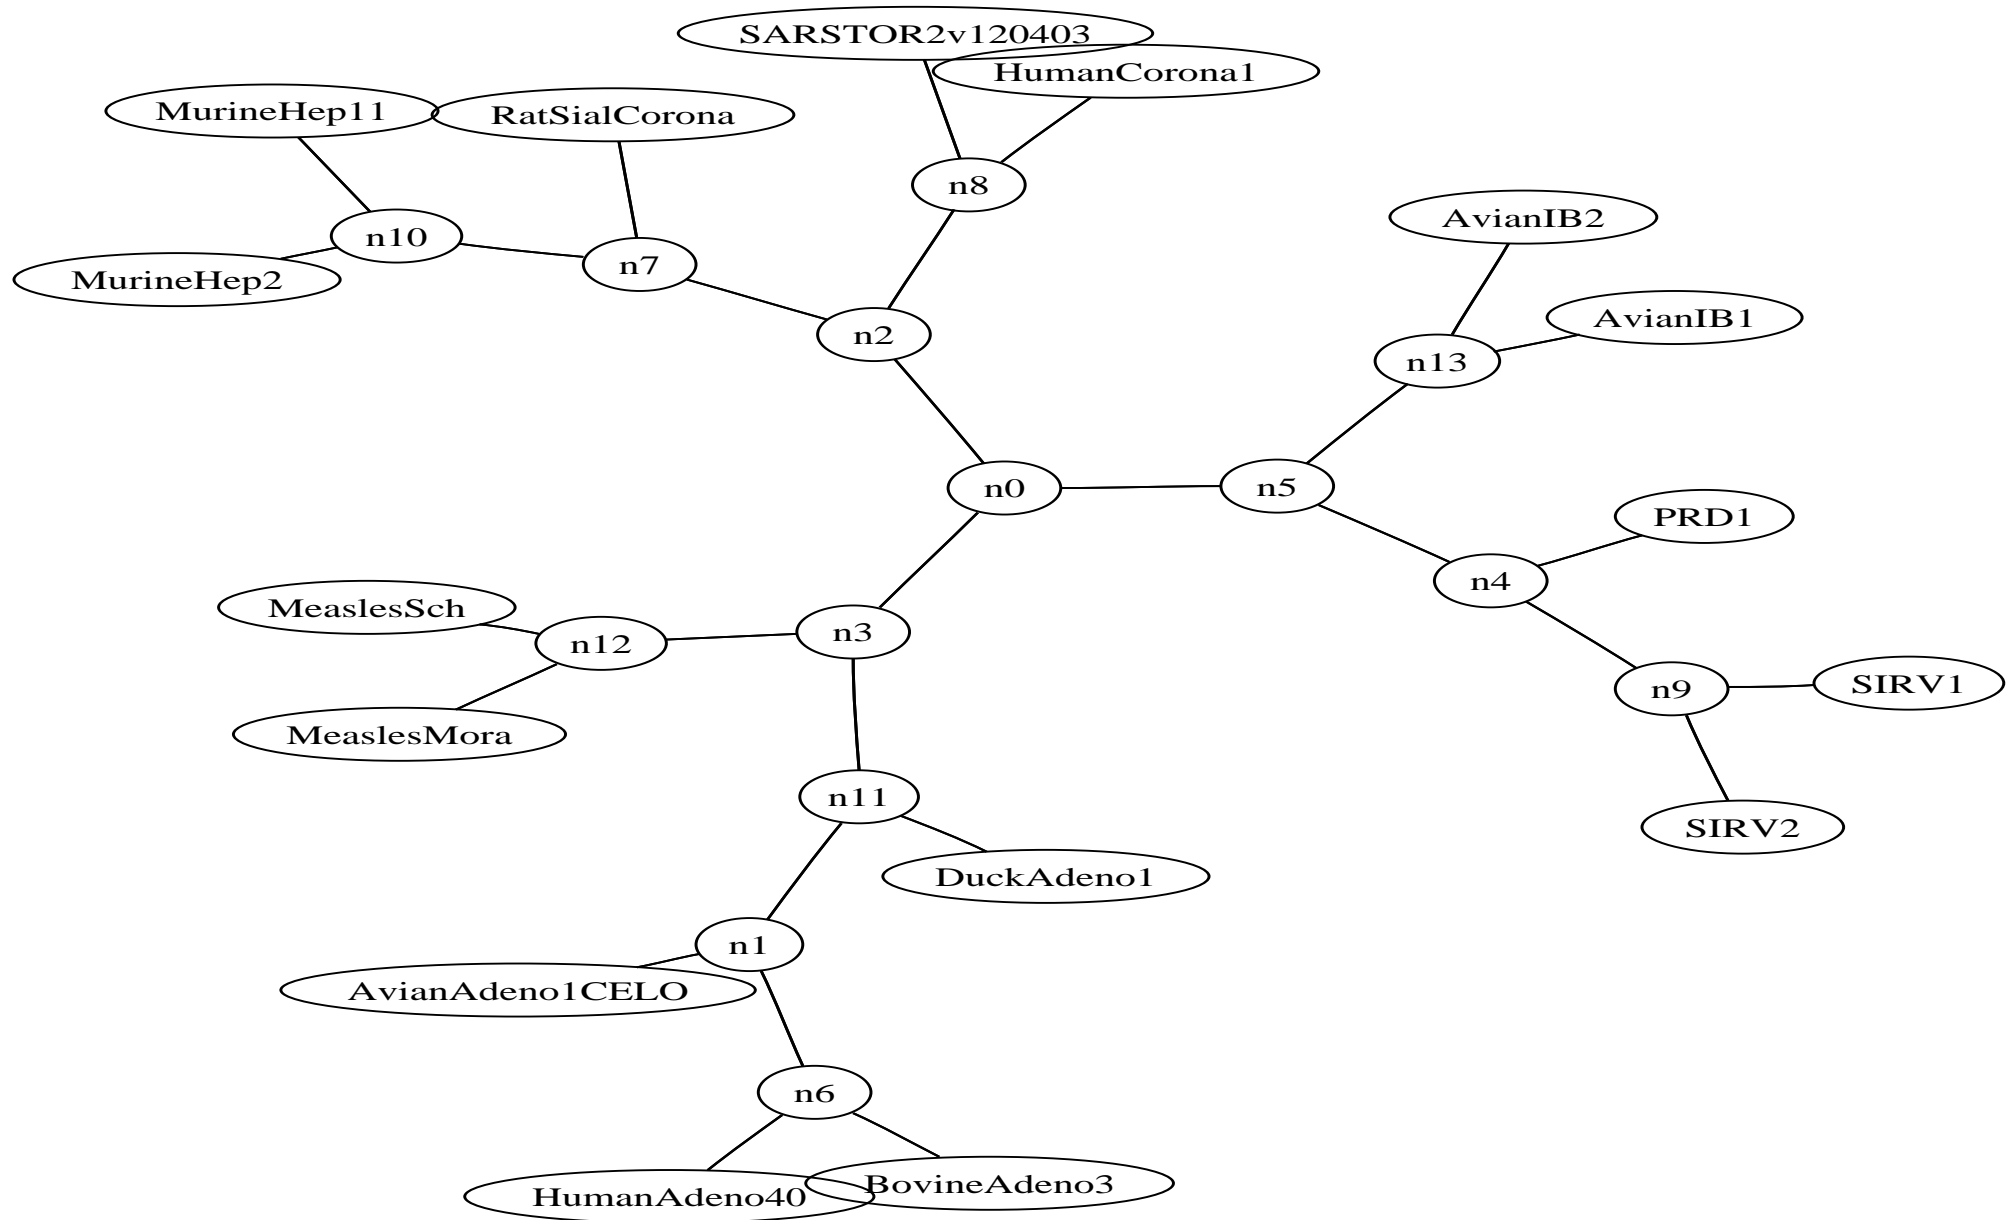 SARSTOR2v120403
HumanCorona1
MurineHep11
RatSialCorona
n8
AvianIB2
n10
n7
MurineHep2
AvianIB1
n2
n13
n0
n5
PRD1
n4
MeaslesSch
n12
n3
n9
SIRV1
MeaslesMora
n11
SIRV2
DuckAdeno1
n1
AvianAdeno1CELO
n6
HumanAdeno40
BovineAdeno3